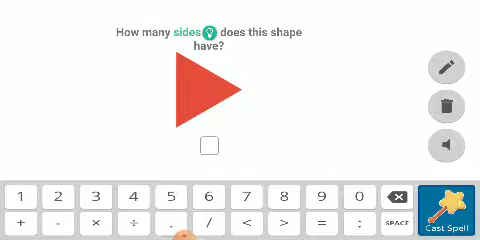 How many sides does this shape
have?
1 2 3 4 5 6 7 8 9 0
+ - × ÷ . / < > = : SPACE
Cast Spell